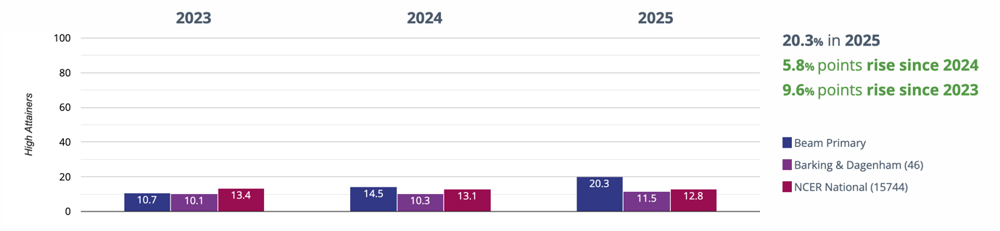 2023
2024
2025
100
80
60
40
20
0
High Attainers
10.7
10.1
13.4
14.5
10.3
13.1
20.3
11.5
12.8
20.3% in 2025
5.8% points rise since 2024
9.6% points rise since 2023
Beam Primary
Barking & Dagenham (46)
NCER National (15744)